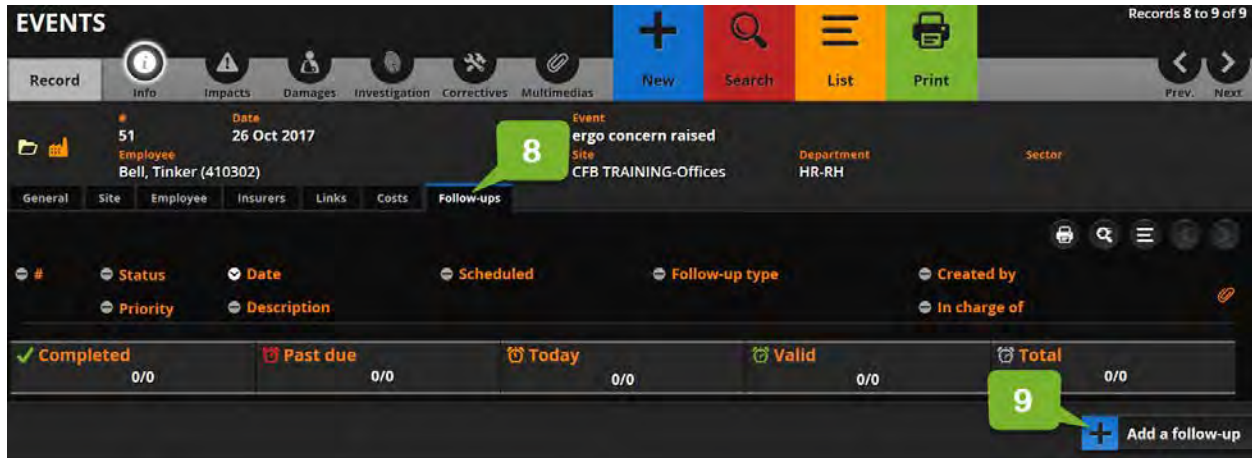 EVENTS
Records 8 to 9 of 9
Record
Info Impacts Damages Investigation Correctives Multimedias
New Search List Print
Prev. Next
# Date Event
51 26 Oct 2017 ergo concern raised
8
Employee Site Department Sector
Bell, Tinker (410302) CFB TRAINING-Offices HR-RH
General Site Employee Insurers Links Costs Follow-ups
# Status Date Scheduled Follow-up type Created by
Priority Description In charge of
Completed Past due Today Valid Total
0/0 0/0 0/0 0/0 0/0
9
Add a follow-up